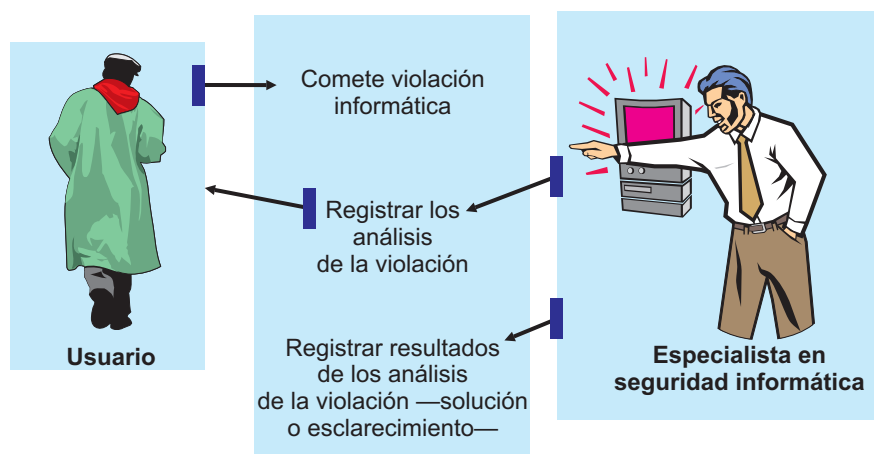 Comete violación
informática
Registrar los
análisis
de la violación
Usuario
Registrar resultados
de los análisis
de la violación —solución
o esclarecimiento—
Especialista en
seguridad informática